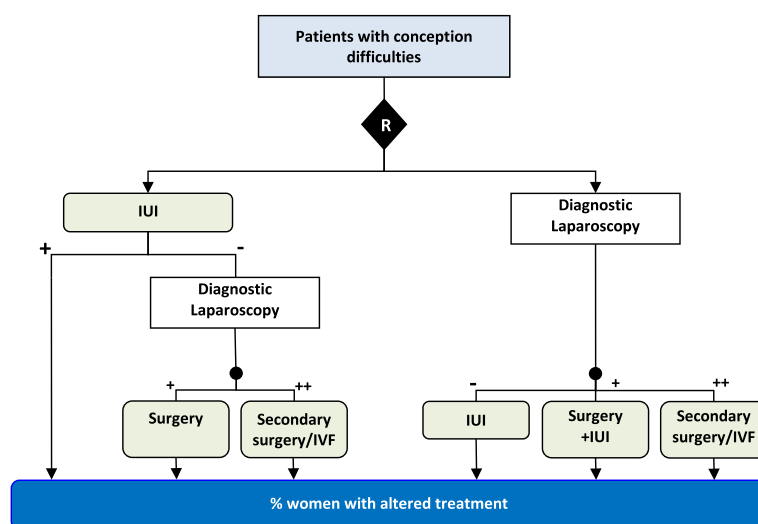 Patients with conception
difficulties
R
IUI
Diagnostic
Laparoscopy
+
-
Diagnostic
Laparoscopy
+
++
-
+
++
Surgery
Secondary
surgery/IVF
IUI
Surgery
+IUI
Secondary
surgery/IVF
% women with altered treatment